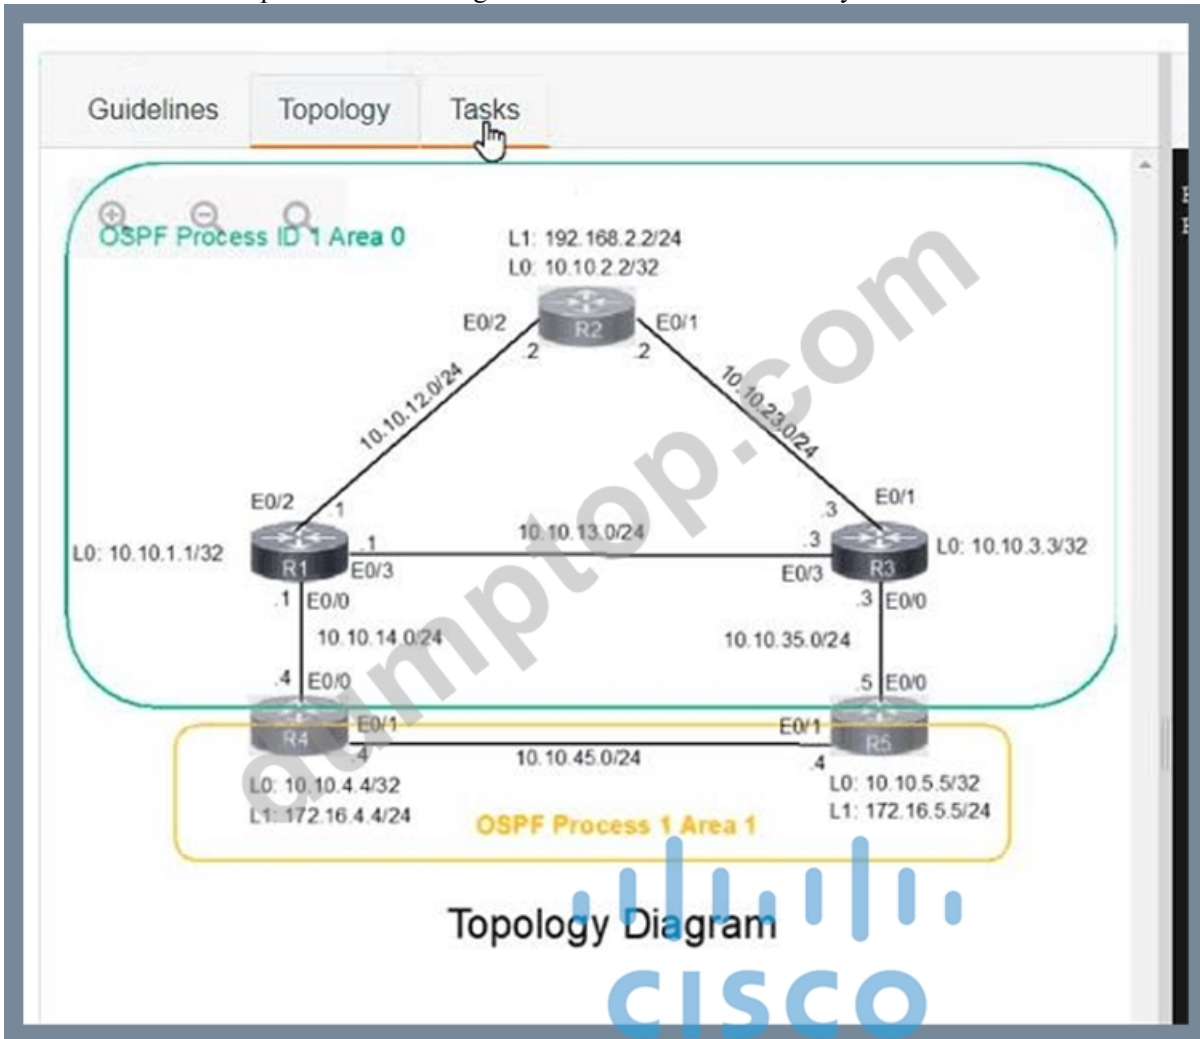 Guidelines Topology Tasks
OSPF Process ID 1 Area 0
L1: 192.168.2.2/24
L0: 10.10.2.2/32
E0/2 R2 E0/1
.2 .2
10.10.12.0/24 10.10.23.0/24
E0/2 .1 .3 E0/1
L0: 10.10.1.1/32 R1 .1 10.10.13.0/24 .3 R3 L0: 10.10.3.3/32
E0/3 E0/3
.1 E0/0 .3 E0/0
10.10.14.0/24 10.10.35.0/24
.4 E0/0 .5 E0/0
R4 E0/1 E0/1 R5
.4 10.10.45.0/24 .4
L0: 10.10.4.4/32 L0: 10.10.5.5/32
L1: 172.16.4.4/24 L1: 172.16.5.5/24
OSPF Process 1 Area 1
Topology Diagram
CISCO
dumptop.com